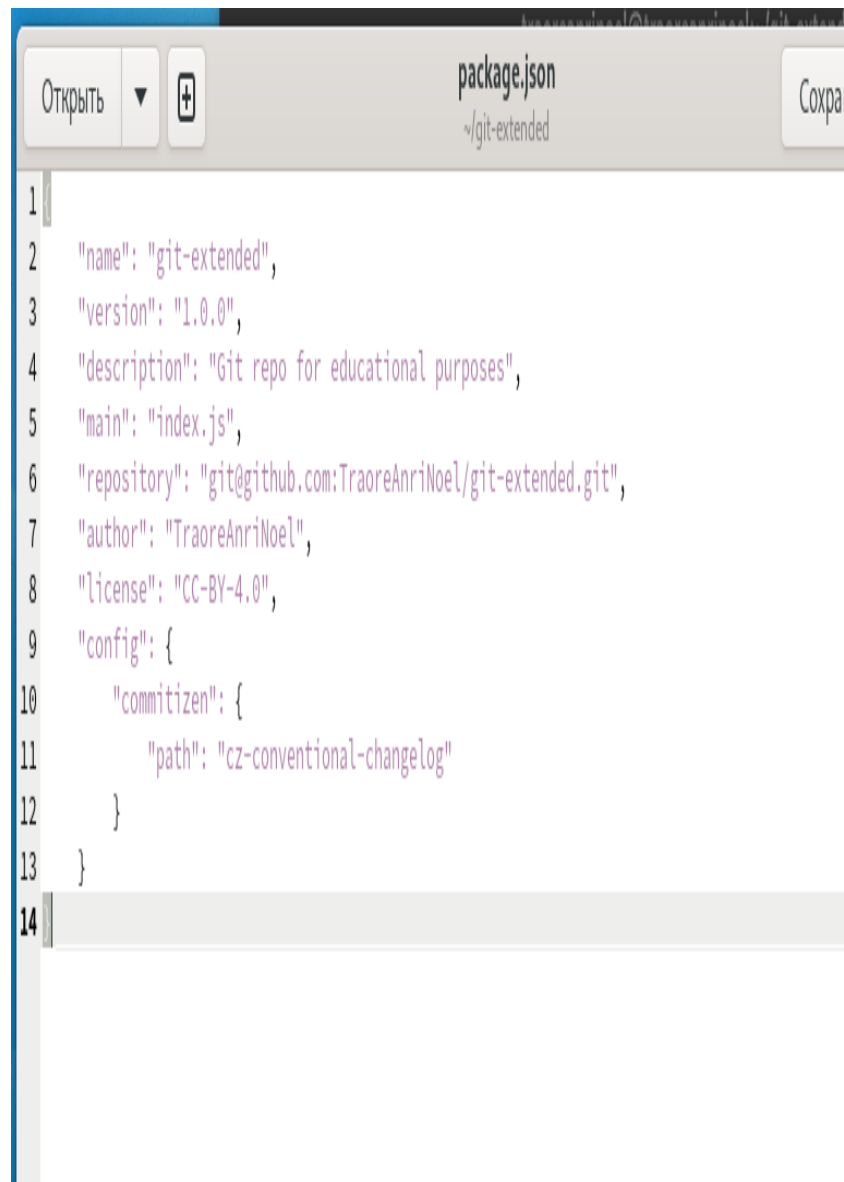 Открыть
package.json
~/git-extended
1 {
2 "name": "git-extended",
3 "version": "1.0.0",
4 "description": "Git repo for educational purposes",
5 "main": "index.js",
6 "repository": "git@github.com:TraoreAnriNoel/git-extended.git",
7 "author": "TraoreAnriNoel",
8 "license": "CC-BY-4.0",
9 "config": {
10 "commitizen": {
11 "path": "cz-conventional-changelog"
12 }
13 }
14 }